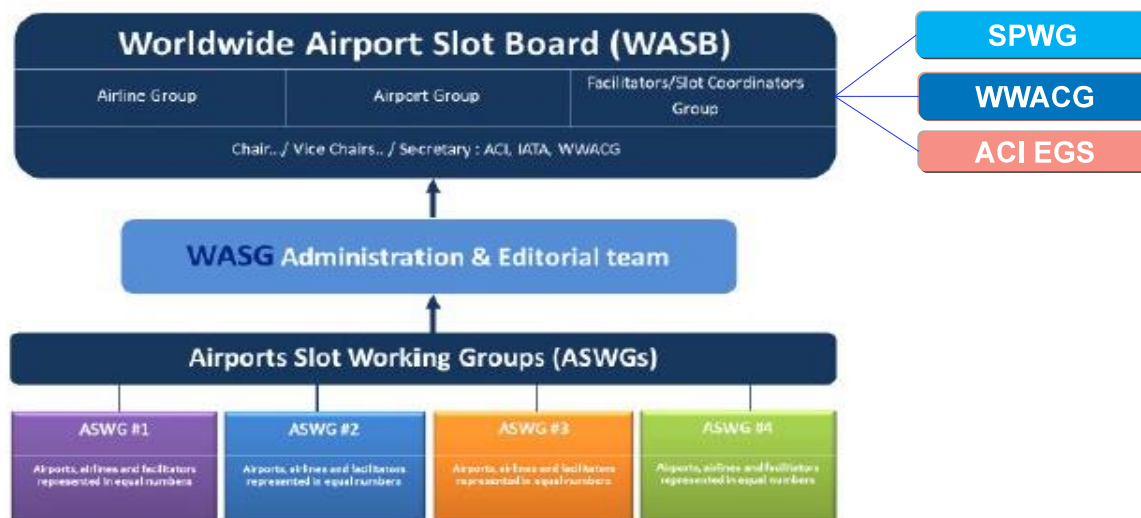 Worldwide Airport Slot Board (WASB)
Airline Group
Airport Group
Facilitators/Slot Coordinators
Group
Chair.../ Vice Chairs.. / Secretary : ACI, IATA, WWACG
SPWG
WWACG
ACI EGS
WASG Administration & Editorial team
Airports Slot Working Groups (ASWGs)
ASWG #1
Airports, airlines and facilitators
represented in equal numbers
ASWG #2
Airports, airlines and facilitators
represented in equal numbers
ASWG #3
Airports, airlines and facilitators
represented in equal numbers
ASWG #4
Airports, airlines and facilitators
represented in equal numbers